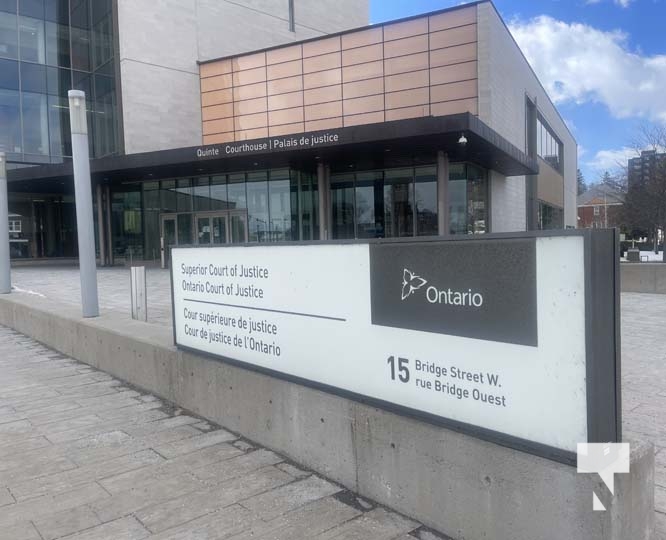 Quinte Courthouse | Palais de justice
Superior Court of Justice
Ontario Court of Justice
Cour supérieure de justice
Cour de justice de l'Ontario
Ontario
15 Bridge Street W.
rue Bridge Ouest